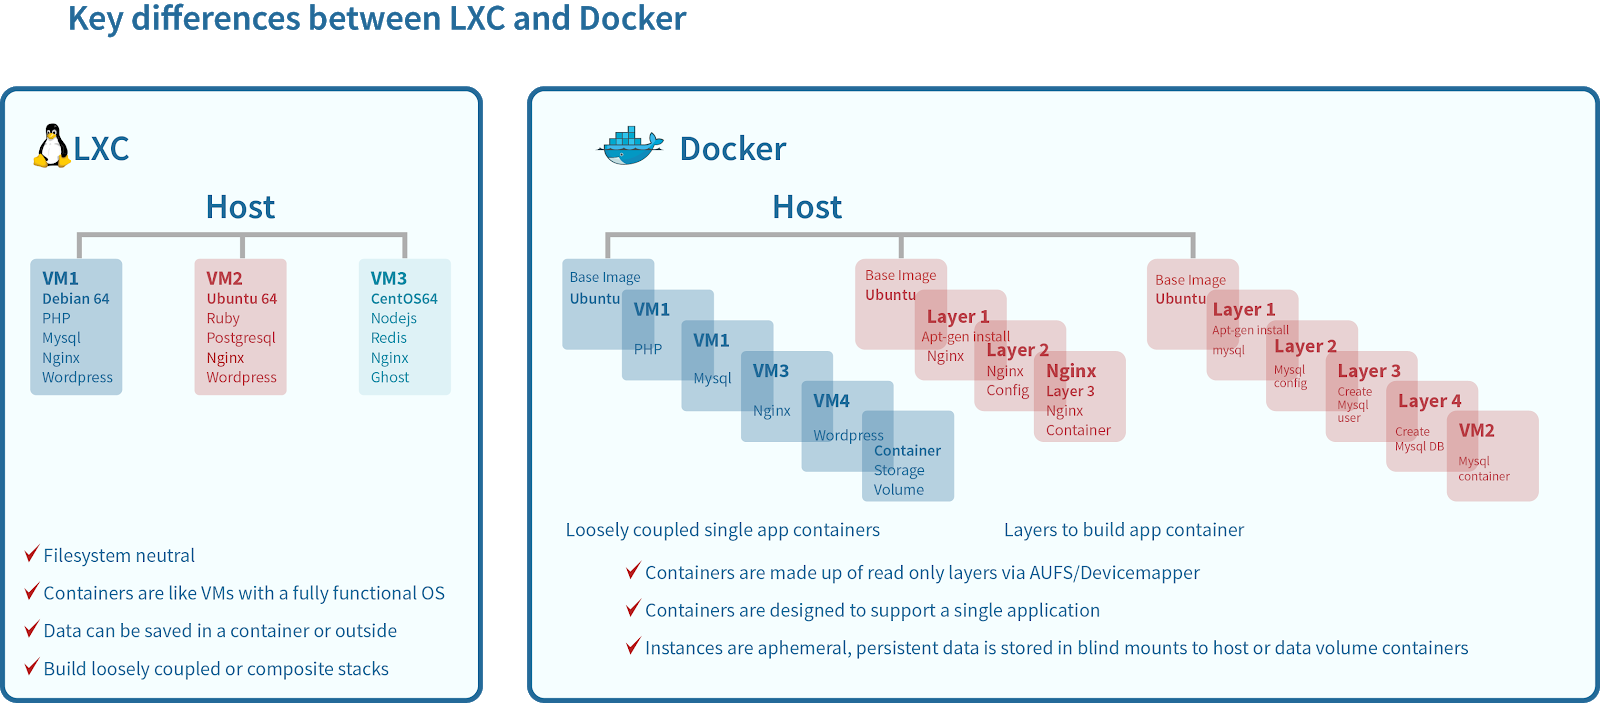 Key differences between LXC and Docker
LXC
Host
VM1
Debian 64
PHP
Mysql
Nginx
Wordpress
VM2
Ubuntu 64
Ruby
Postgresql
Nginx
Wordpress
VM3
CentOS64
Nodejs
Redis
Nginx
Ghost
Filesystem neutral
Containers are like VMs with a fully functional OS
Data can be saved in a container or outside
Build loosely coupled or composite stacks
Docker
Host
Base Image
Ubuntu
VM1
PHP
VM1
Mysql
VM3
Nginx
VM4
Wordpress
Container
Storage
Volume
Base Image
Ubuntu
Layer 1
Apt-gen install
Nginx
Layer 2
Nginx
Config
Nginx
Layer 3
Nginx
Container
Base Image
Ubuntu
Layer 1
Apt-gen install
mysql
Layer 2
Mysql
config
Layer 3
Create
Mysql
user
Layer 4
Create
Mysql DB
VM2
Mysql
container
Loosely coupled single app containers
Layers to build app container
Containers are made up of read only layers via AUFS/Devicemapper
Containers are designed to support a single application
Instances are aphemeral, persistent data is stored in blind mounts to host or data volume containers